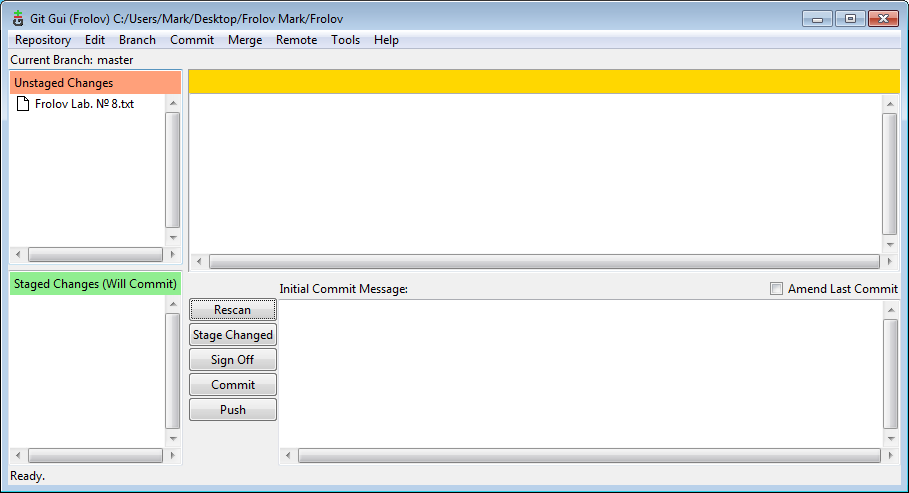 Git Gui (Frolov) C:/Users/Mark/Desktop/Frolov Mark/Frolov
Repository Edit Branch Commit Merge Remote Tools Help
Current Branch: master
Unstaged Changes
Frolov Lab. № 8.txt
Staged Changes (Will Commit)
Initial Commit Message:
Amend Last Commit
Rescan
Stage Changed
Sign Off
Commit
Push
Ready.